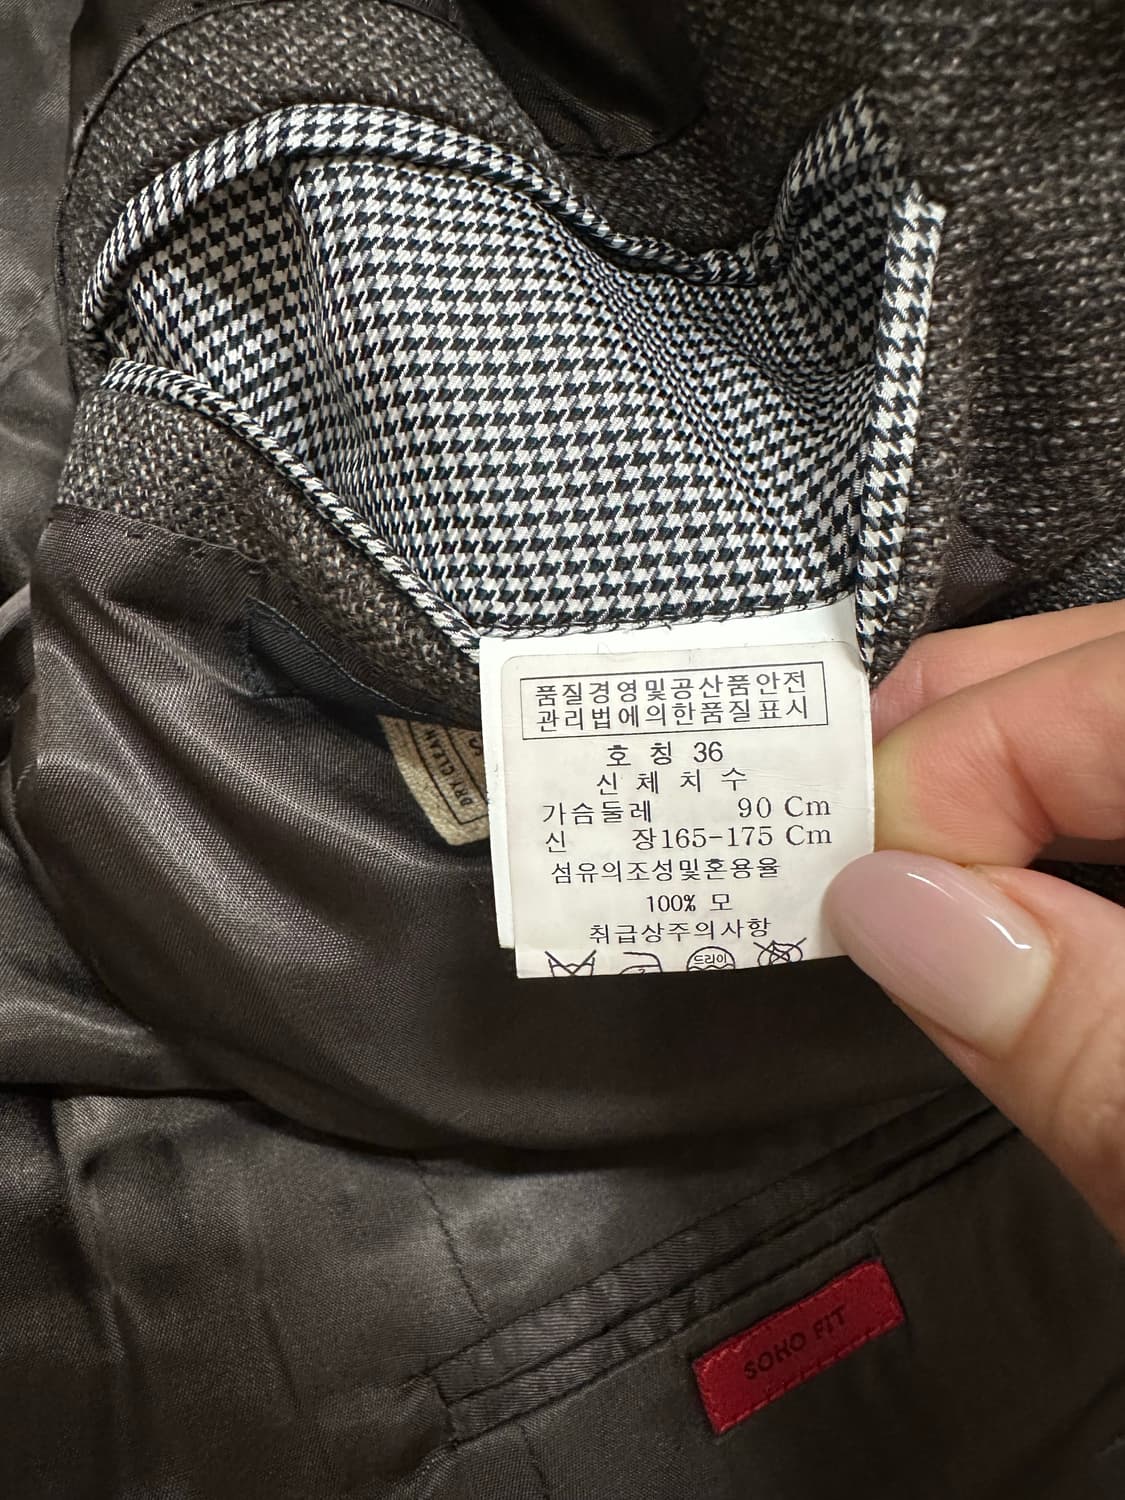 품질경영및공산품안전
관리법에의한품질표시
호 칭 36
신 체 치 수
가슴둘레 90 Cm
신 장165-175 Cm
섬유의조성및혼용율
100% 모
취급상주의사항
드리이
DRY CLEAN
SOHO FIT